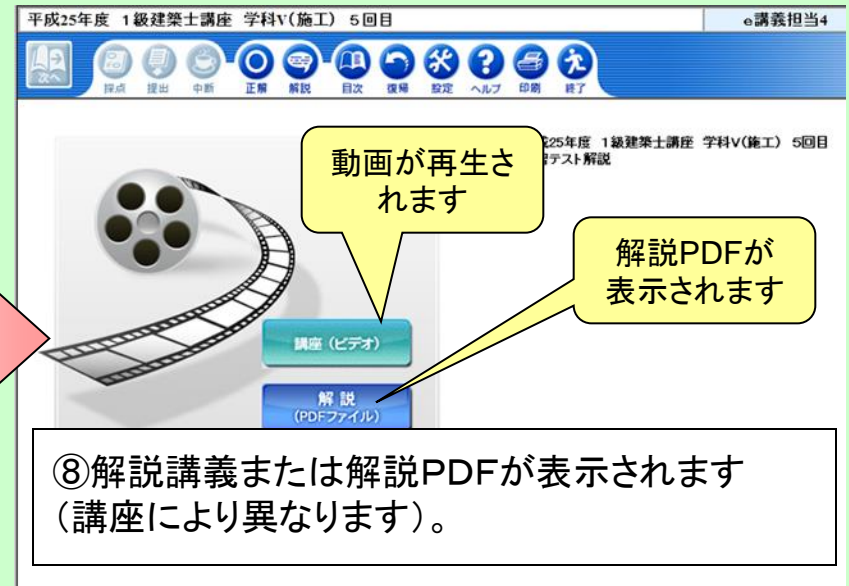 平成25年度 1級建築士講座 学科V(施工) 5回目
e講義担当4
次へ
採点 提出 中断 正解 解説 目次 復帰 設定 ヘルプ 印刷 終了
25年度 1級建築士講座 学科V(施工) 5回目
テスト解説
動画が再生さ
れます
解説PDFが
表示されます
講座(ビデオ)
解 説
(PDFファイル)
⑧解説講義または解説PDFが表示されます
(講座により異なります)。